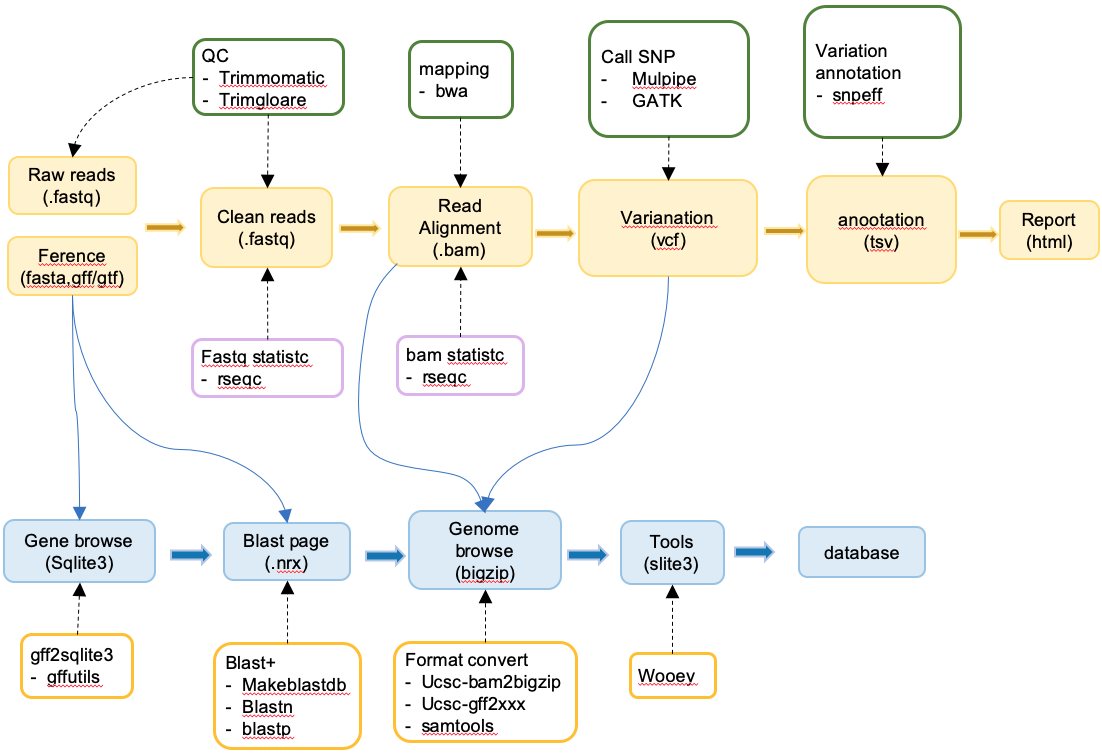 QC
- Trimmomatic
- Trimgloare
mapping
- bwa
Call SNP
- Mulpipe
- GATK
Variation
annotation
- snpeff
Raw reads
(.fastq)
Ference
(fasta,gff/gtf)
Clean reads
(.fastq)
Read
Alignment
(.bam)
Varianation
(vcf)
anootation
(tsv)
Report
(html)
Fastq statistc
- rseqc
bam statistc
- rseqc
Gene browse
(Sqlite3)
Blast page
(.nrx)
Genome
browse
(bigzip)
Tools
(slite3)
database
gff2sqlite3
- gffutils
Blast+
- Makeblastdb
- Blastn
- blastp
Format convert
- Ucsc-bam2bigzip
- Ucsc-gff2xxx
- samtools
Wooey